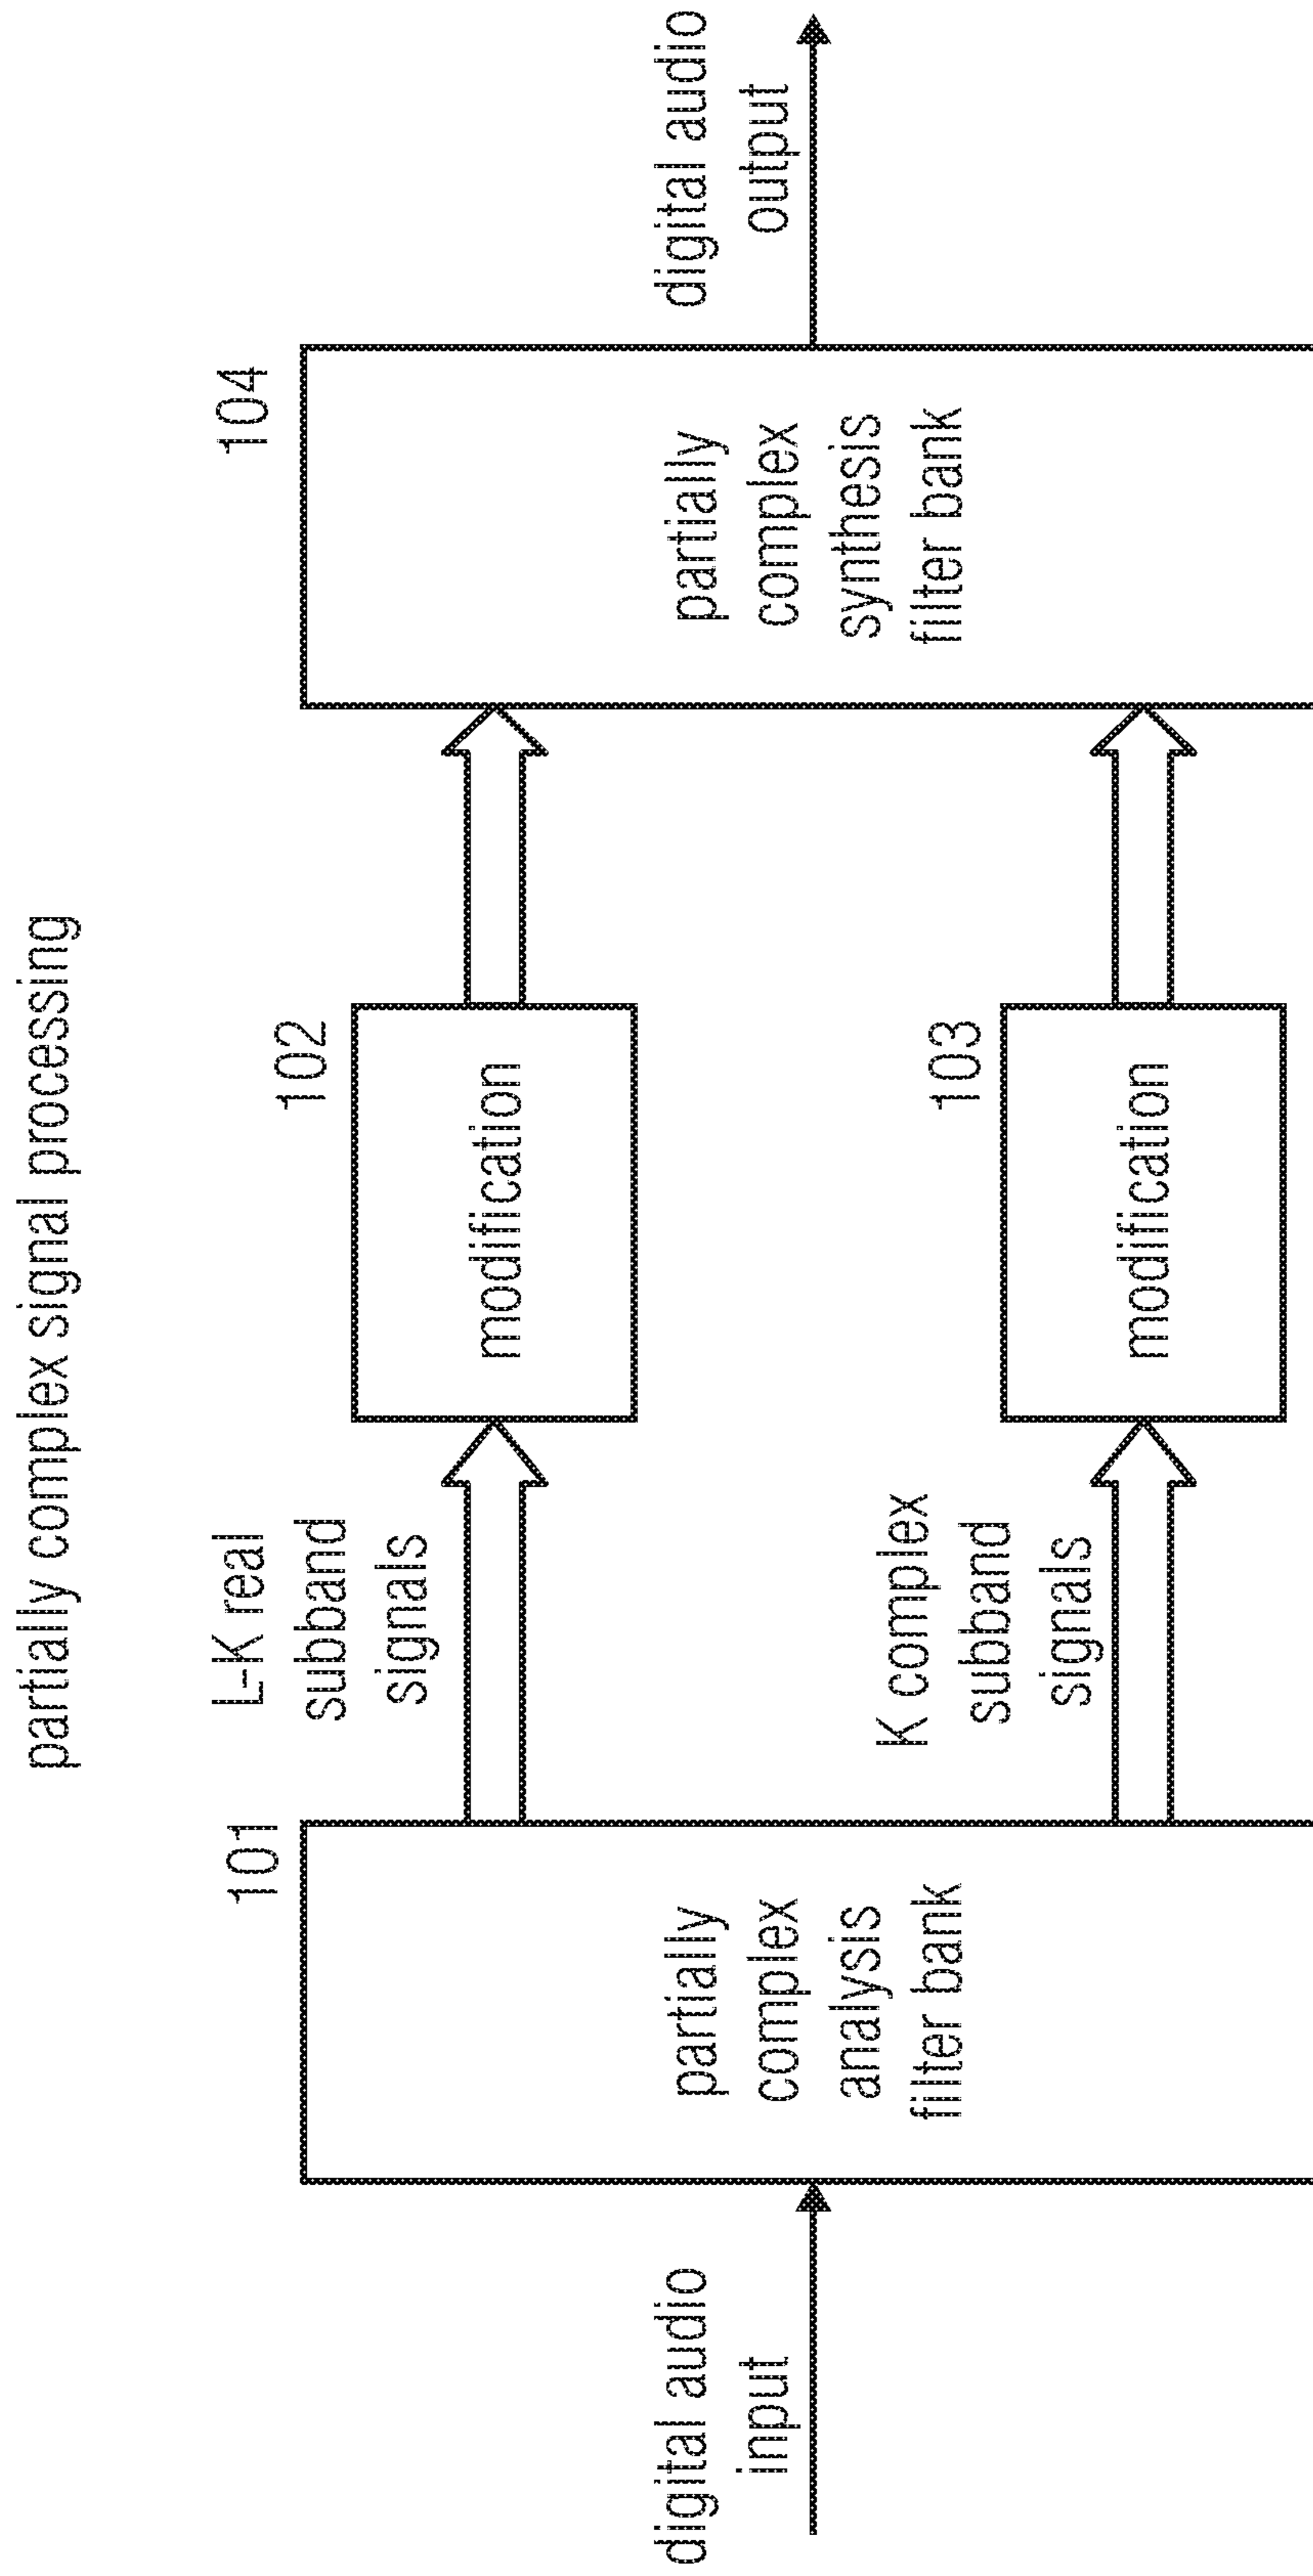 partially complex signal processing
digital audio
input
101
partially
complex
analysis
filter bank
L-K real
subband
signals
K complex
subband
signals
102
modification
103
modification
104
partially
complex
synthesis
filter bank
digital audio
output